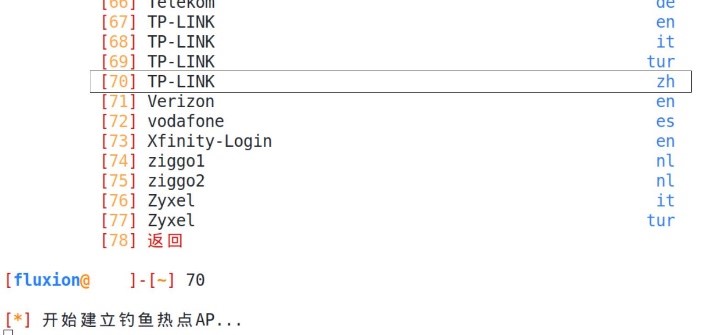 [66] Telekom de
[67] TP-LINK en
[68] TP-LINK it
[69] TP-LINK tur
[70] TP-LINK zh
[71] Verizon en
[72] vodafone es
[73] Xfinity-Login en
[74] ziggo1 nl
[75] ziggo2 nl
[76] Zyxel it
[77] Zyxel tur
[78] 返回
[fluxion@ ]-[~] 70
[*] 开始建立钓鱼热点AP...